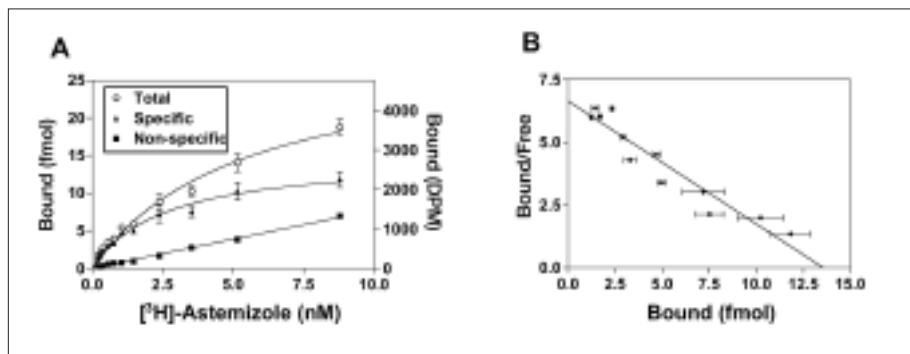 A
25
20
15
10
5
0
Bound (fmol)
Total
Specific
Non-specific
4000
3000
2000
1000
0
Bound (DPM)
0.0 2.5 5.0 7.5 10.0
[³H]-Astemizole (nM)
B
7.5
5.0
2.5
0.0
Bound/Free
0.0 2.5 5.0 7.5 10.0 12.5 15.0
Bound (fmol)